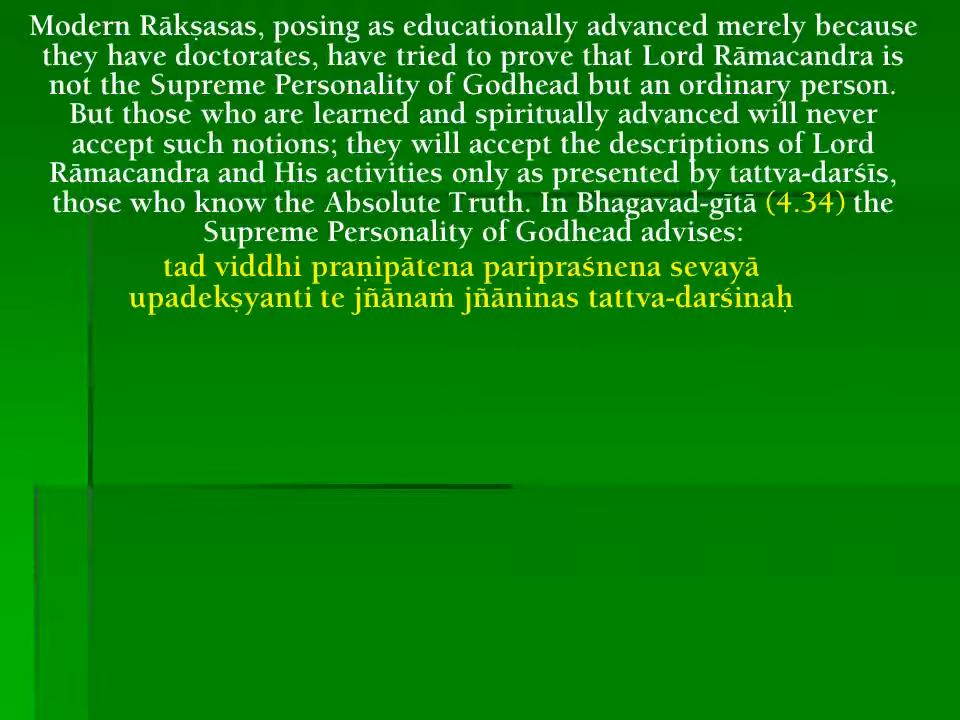 Modern Rākṣasas, posing as educationally advanced merely because
they have doctorates, have tried to prove that Lord Rāmacandra is
not the Supreme Personality of Godhead but an ordinary person.
But those who are learned and spiritually advanced will never
accept such notions; they will accept the descriptions of Lord
Rāmacandra and His activities only as presented by tattva-darśīs,
those who know the Absolute Truth. In Bhagavad-gītā (4.34) the
Supreme Personality of Godhead advises:
tad viddhi praṇipātena paripraśnena sevayā
upadekṣyanti te jñānaṁ jñāninas tattva-darśinaḥ